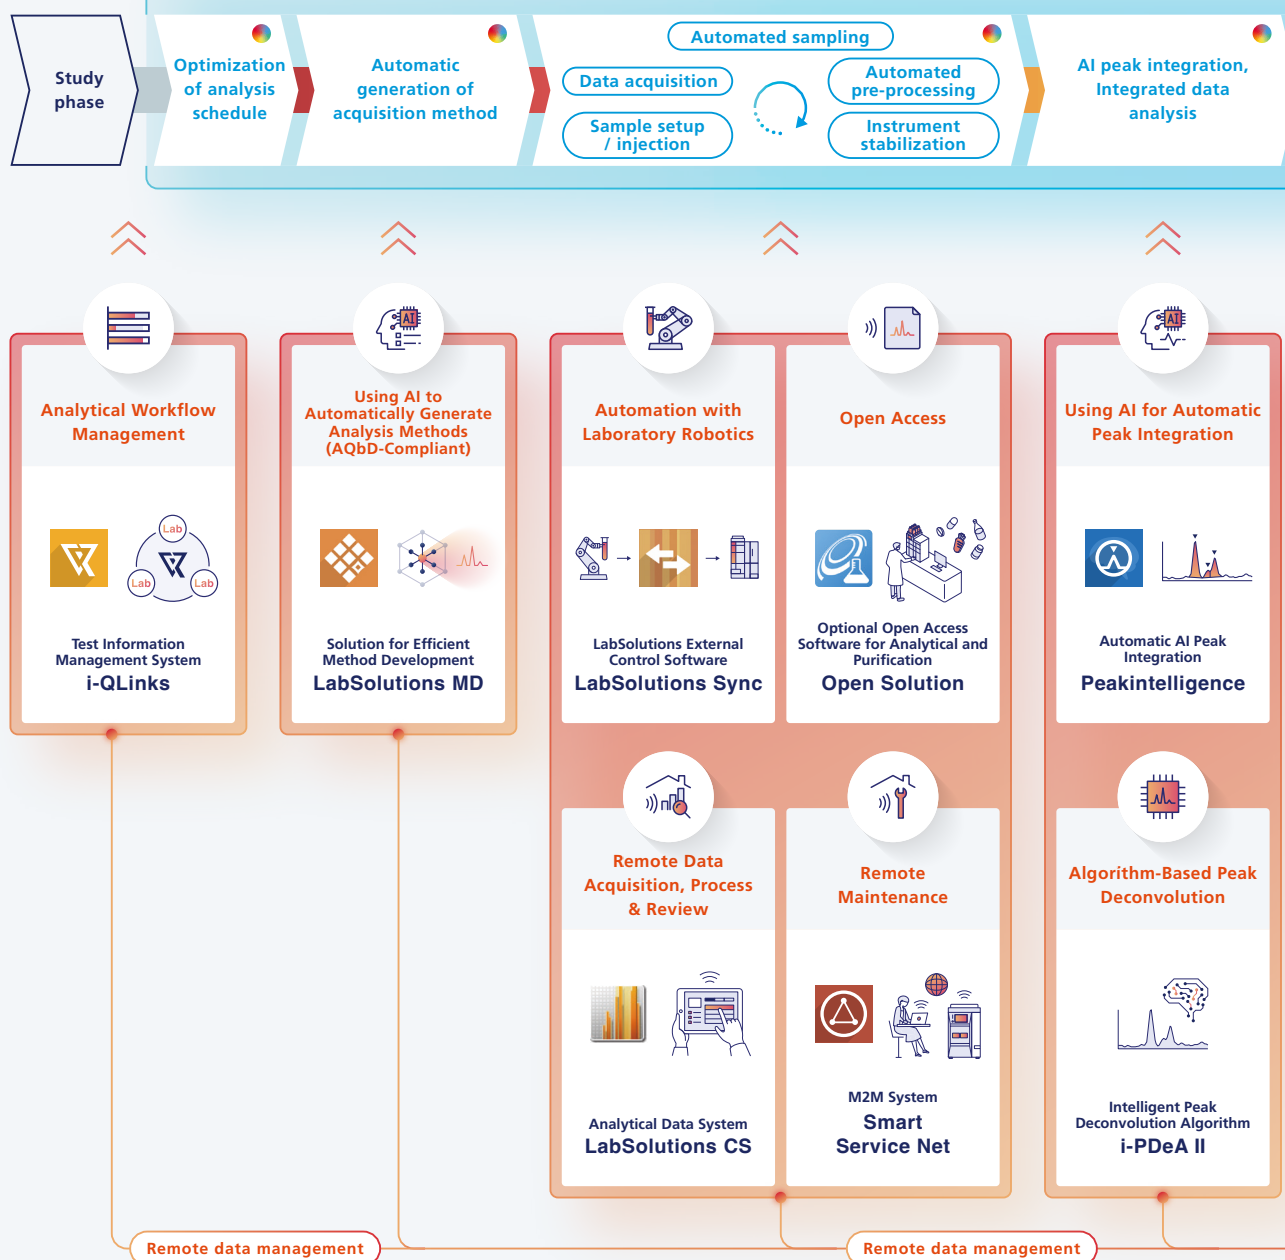 Study
phase
Optimization
of analysis
schedule
Automatic
generation of
acquisition method
Automated sampling
Data acquisition
Sample setup
/ injection
Automated
pre-processing
Instrument
stabilization
AI peak integration,
Integrated data
analysis
Analytical Workflow
Management
Lab
Lab
Lab
Test Information
Management System
i-QLinks
AI
Using AI to
Automatically Generate
Analysis Methods
(AQbD-Compliant)
Solution for Efficient
Method Development
LabSolutions MD
Automation with
Laboratory Robotics
LabSolutions External
Control Software
LabSolutions Sync
Open Access
Optional Open Access
Software for Analytical and
Purification
Open Solution
AI
Using AI for Automatic
Peak Integration
Automatic AI Peak
Integration
Peakintelligence
Remote Data
Acquisition, Process
& Review
Analytical Data System
LabSolutions CS
Remote
Maintenance
M2M System
Smart
Service Net
Algorithm-Based Peak
Deconvolution
Intelligent Peak
Deconvolution Algorithm
i-PDeA II
Remote data management
Remote data management